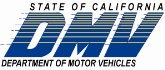 STATE OF CALIFORNIA
DMV
DEPARTMENT OF MOTOR VEHICLES